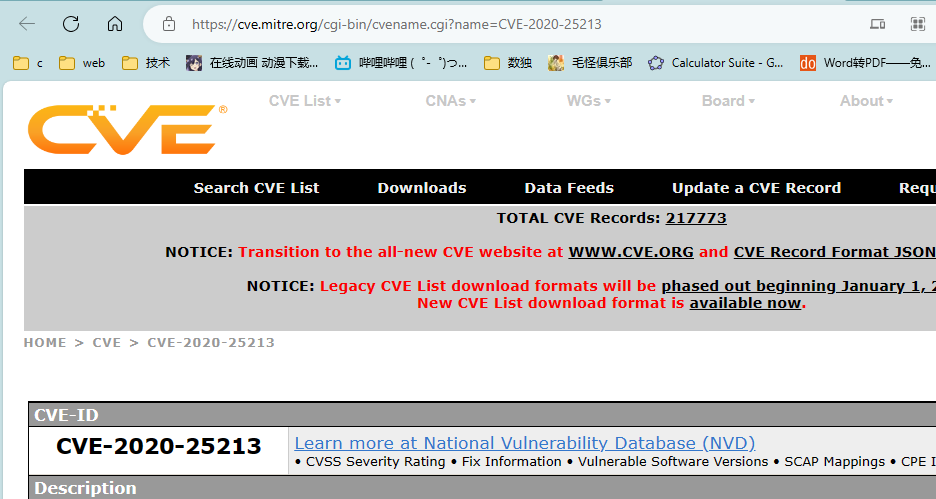 https://cve.mitre.org/cgi-bin/cvename.cgi?name=CVE-2020-25213
c web 技术 在线动画 动漫下载... 哔哩哔哩 ( ゜- ゜)つ... 数独 毛怪俱乐部 Calculator Suite - G... Word转PDF——免...
CVE® CVE List CNAs WGs Board About
Search CVE List Downloads Data Feeds Update a CVE Record
TOTAL CVE Records: 217773
NOTICE: Transition to the all-new CVE website at WWW.CVE.ORG and CVE Record Format JSON
NOTICE: Legacy CVE List download formats will be phased out beginning January 1,
New CVE List download format is available now.
HOME > CVE > CVE-2020-25213
CVE-ID
CVE-2020-25213 Learn more at National Vulnerability Database (NVD)
• CVSS Severity Rating • Fix Information • Vulnerable Software Versions • SCAP Mappings • CPE
Description